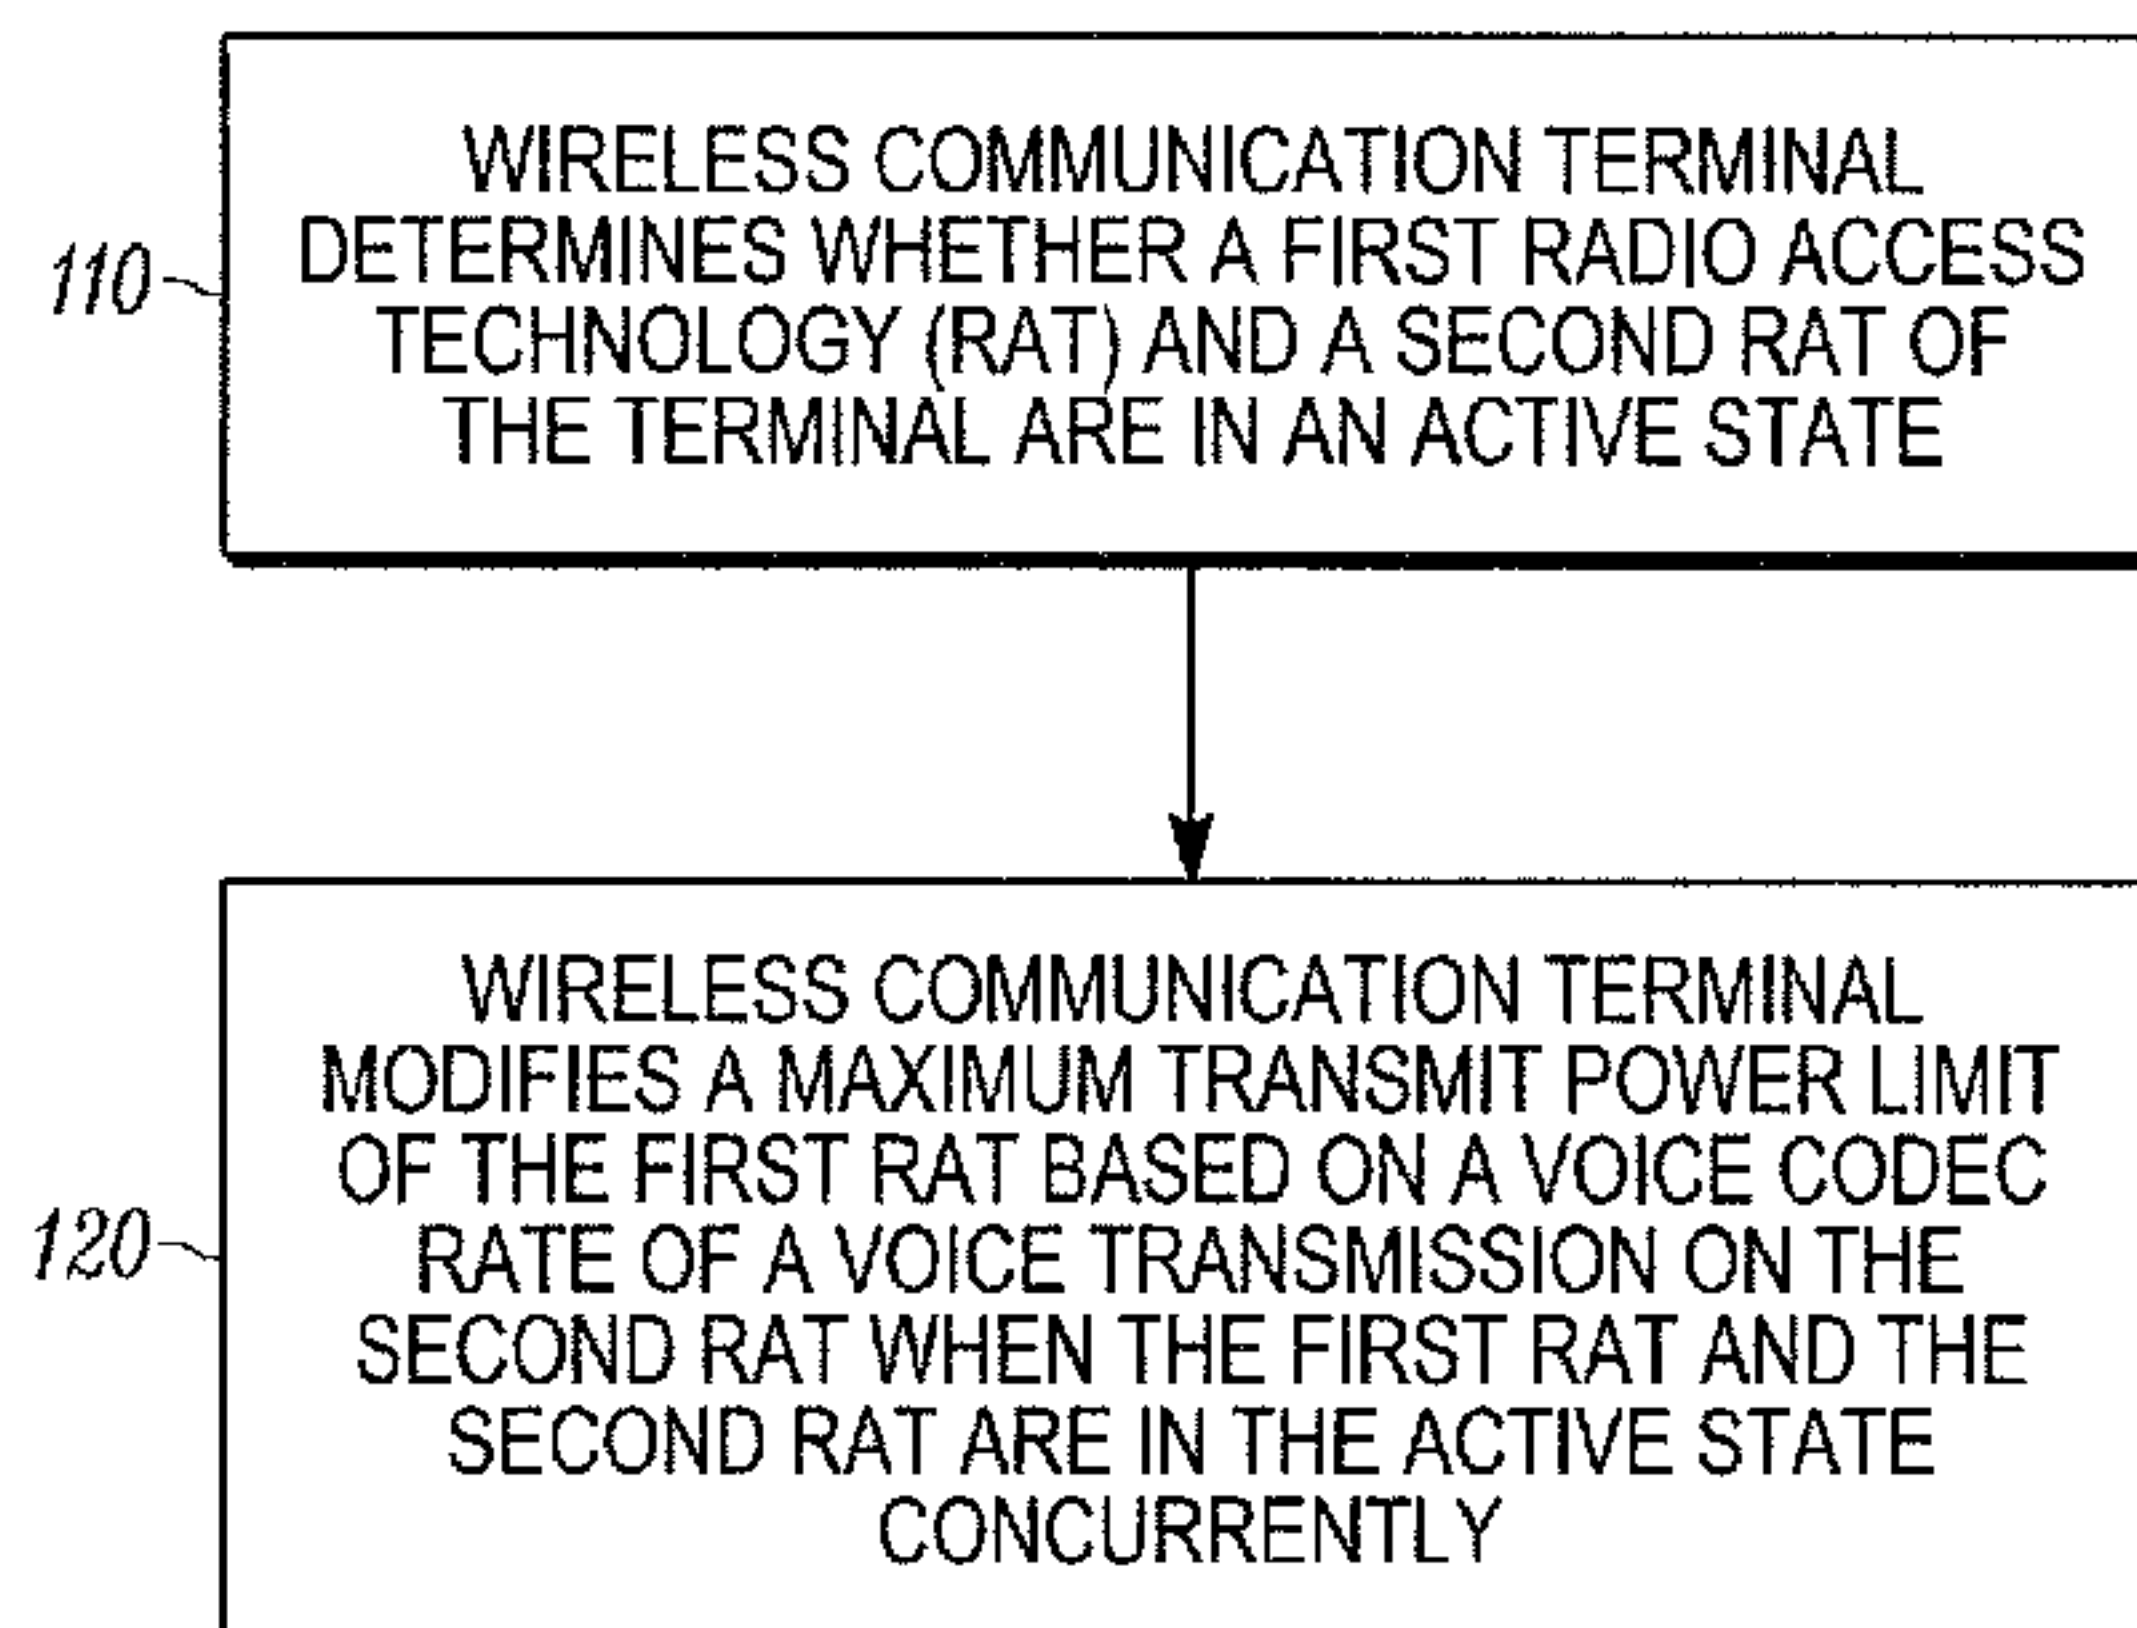 WIRELESS COMMUNICATION TERMINAL
DETERMINES WHETHER A FIRST RADIO ACCESS
110
TECHNOLOGY (RAT) AND A SECOND RAT OF
THE TERMINAL ARE IN AN ACTIVE STATE
WIRELESS COMMUNICATION TERMINAL
MODIFIES A MAXIMUM TRANSMIT POWER LIMIT
OF THE FIRST RAT BASED ON A VOICE CODEC
120
RATE OF A VOICE TRANSMISSION ON THE
SECOND RAT WHEN THE FIRST RAT AND THE
SECOND RAT ARE IN THE ACTIVE STATE
CONCURRENTLY